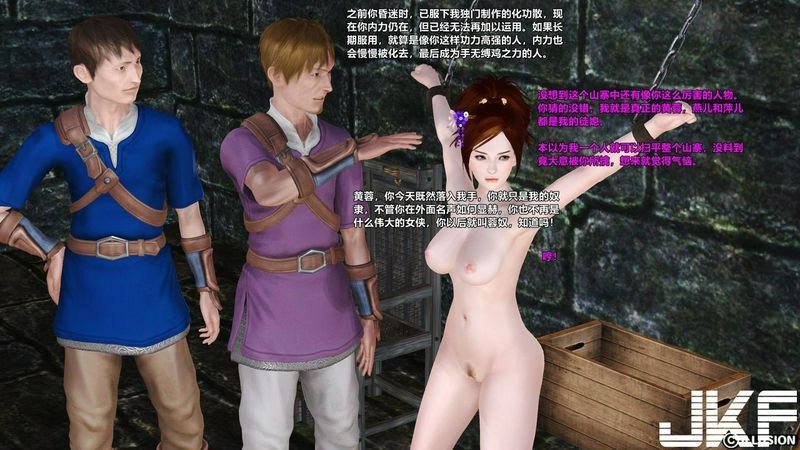 之前你昏迷时，已服下我独门制作的化功散，现
在你内力仍在，但已经无法再加以运用。如果长
期服用，就算是像你这样功力高强的人，内力也
会慢慢被化去，最后成为手无缚鸡之力的人。
没想到这个山寨中还有像你这么厉害的人物。
你猜的没错，我就是真正的黄蓉，燕儿和萍儿
都是我的徒媳。
本以为我一个人就可以扫平整个山寨，没料到
竟大意被你 想来就觉得气恼。
黄蓉，你今天既然落入我手，你就只是我的奴
隶，不管你在外面名声如何显赫，你也不再是
什么伟大的女侠，你以后就叫蓉奴，知道吗！
哼！
JKF
ILLUSION